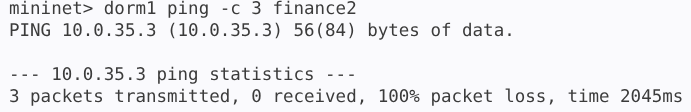 mininet> dorm1 ping -c 3 finance2
PING 10.0.35.3 (10.0.35.3) 56(84) bytes of data.

--- 10.0.35.3 ping statistics ---
3 packets transmitted, 0 received, 100% packet loss, time 2045ms